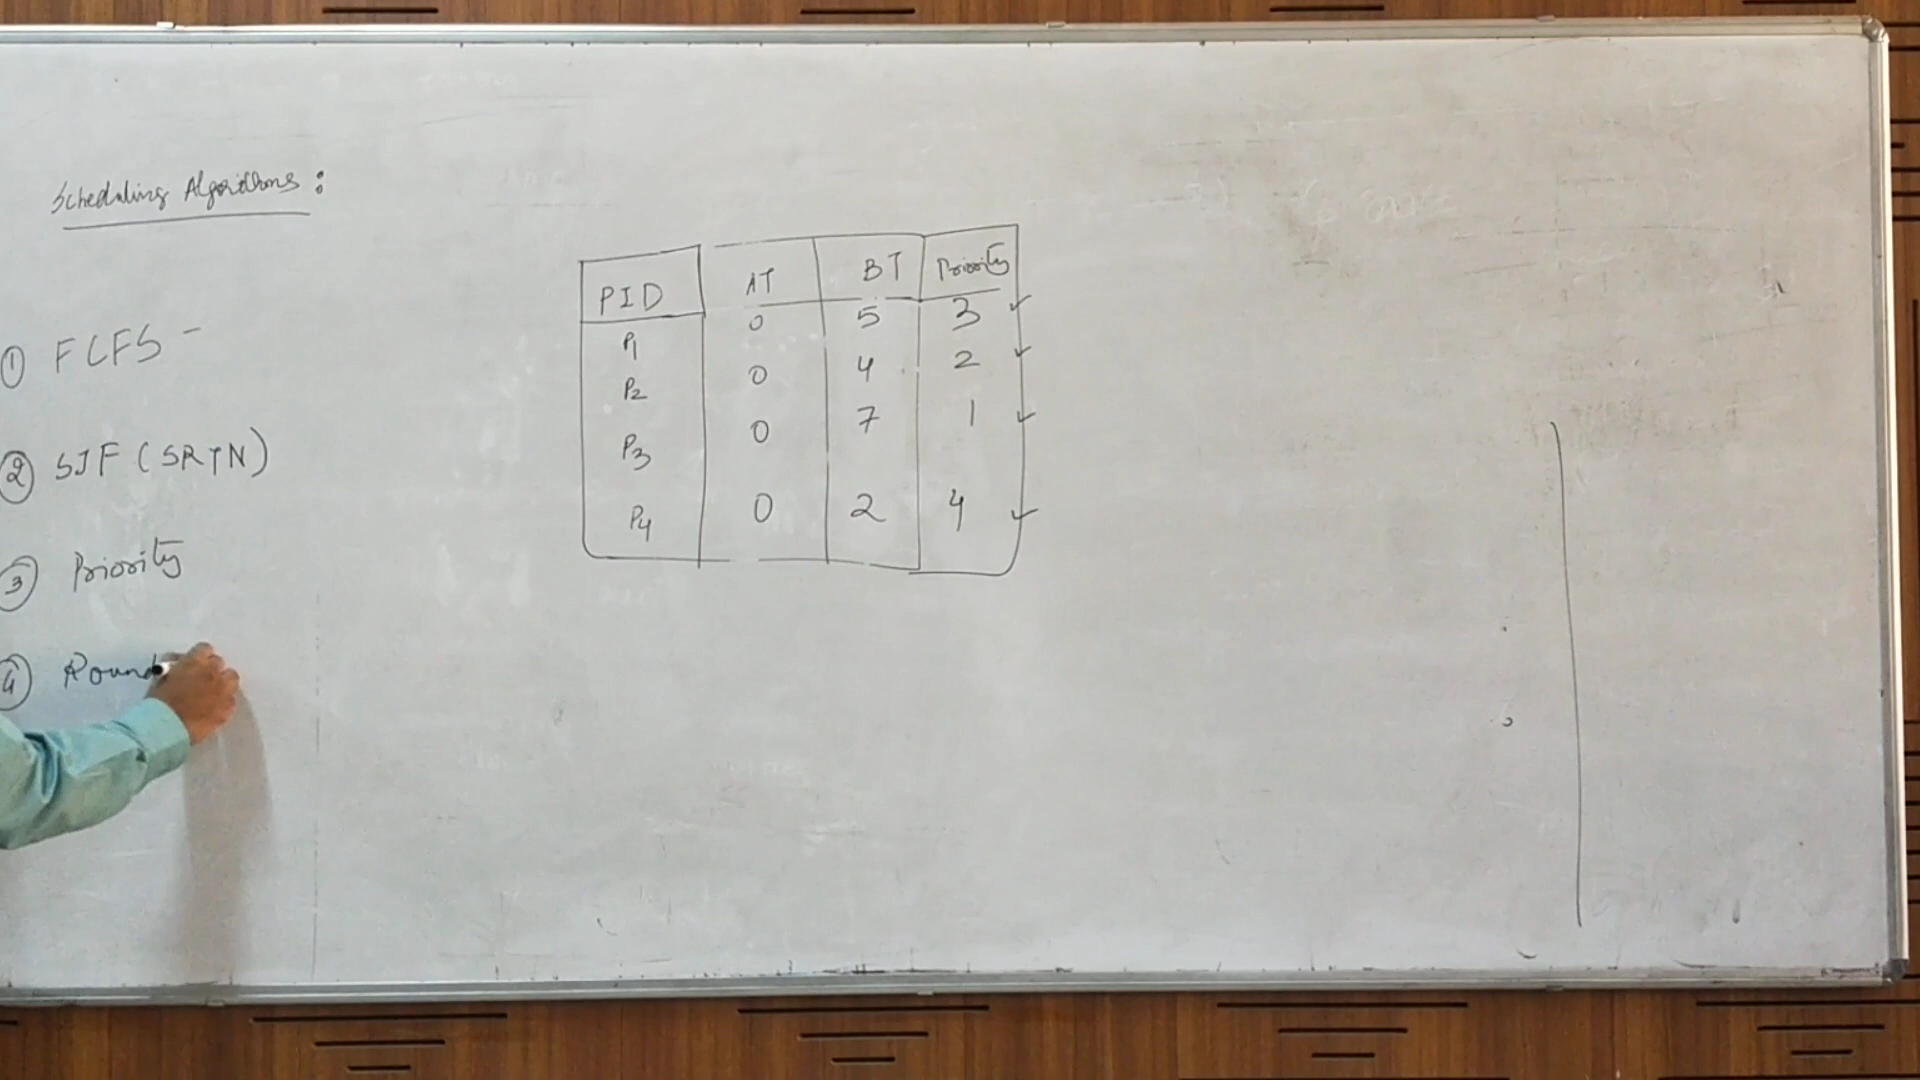 Scheduling Algorithms :
① FCFS -
② SJF (SRTN)
③ Priority
④ Round
PID AT BT Priority
P1 0 5 3 ✓
P2 0 4 2 ✓
P3 0 7 1 ✓
P4 0 2 4 ✓